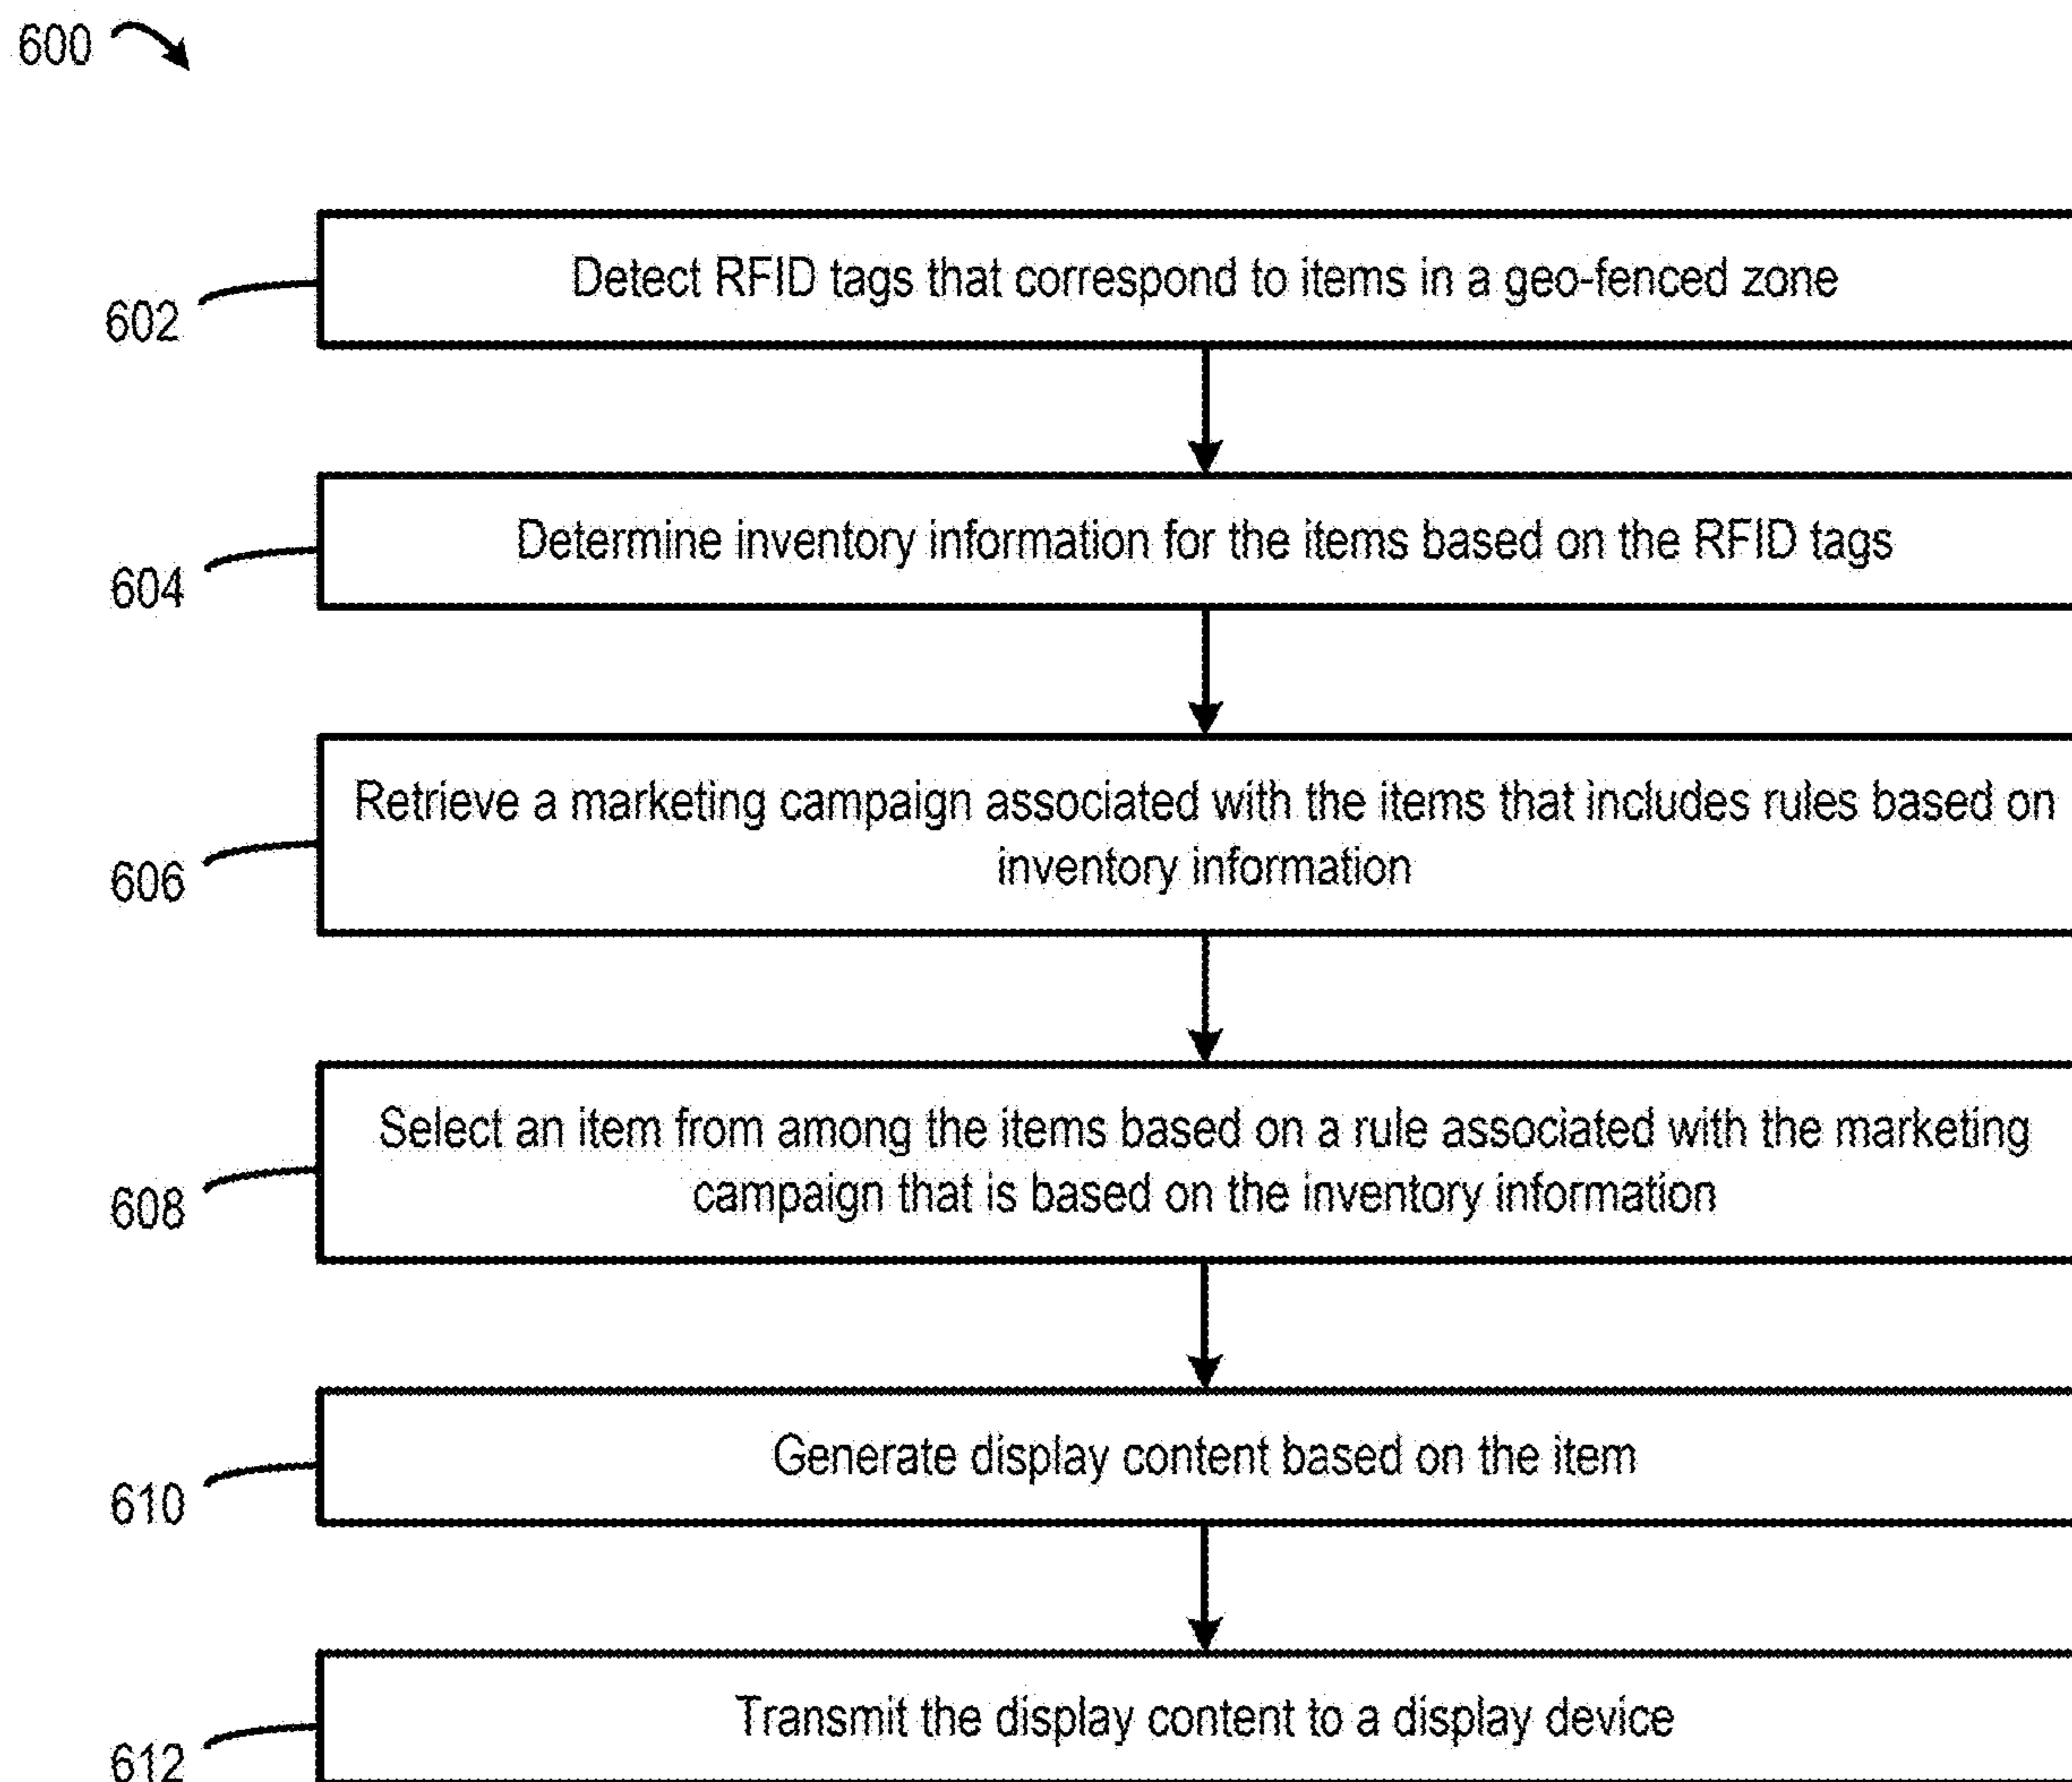 600
Detect RFID tags that correspond to items in a geo-fenced zone
602
Determine inventory information for the items based on the RFID tags
604
Retrieve a marketing campaign associated with the items that includes rules based on
inventory information
606
Select an item from among the items based on a rule associated with the marketing
campaign that is based on the inventory information
608
Generate display content based on the item
610
Transmit the display content to a display device
612